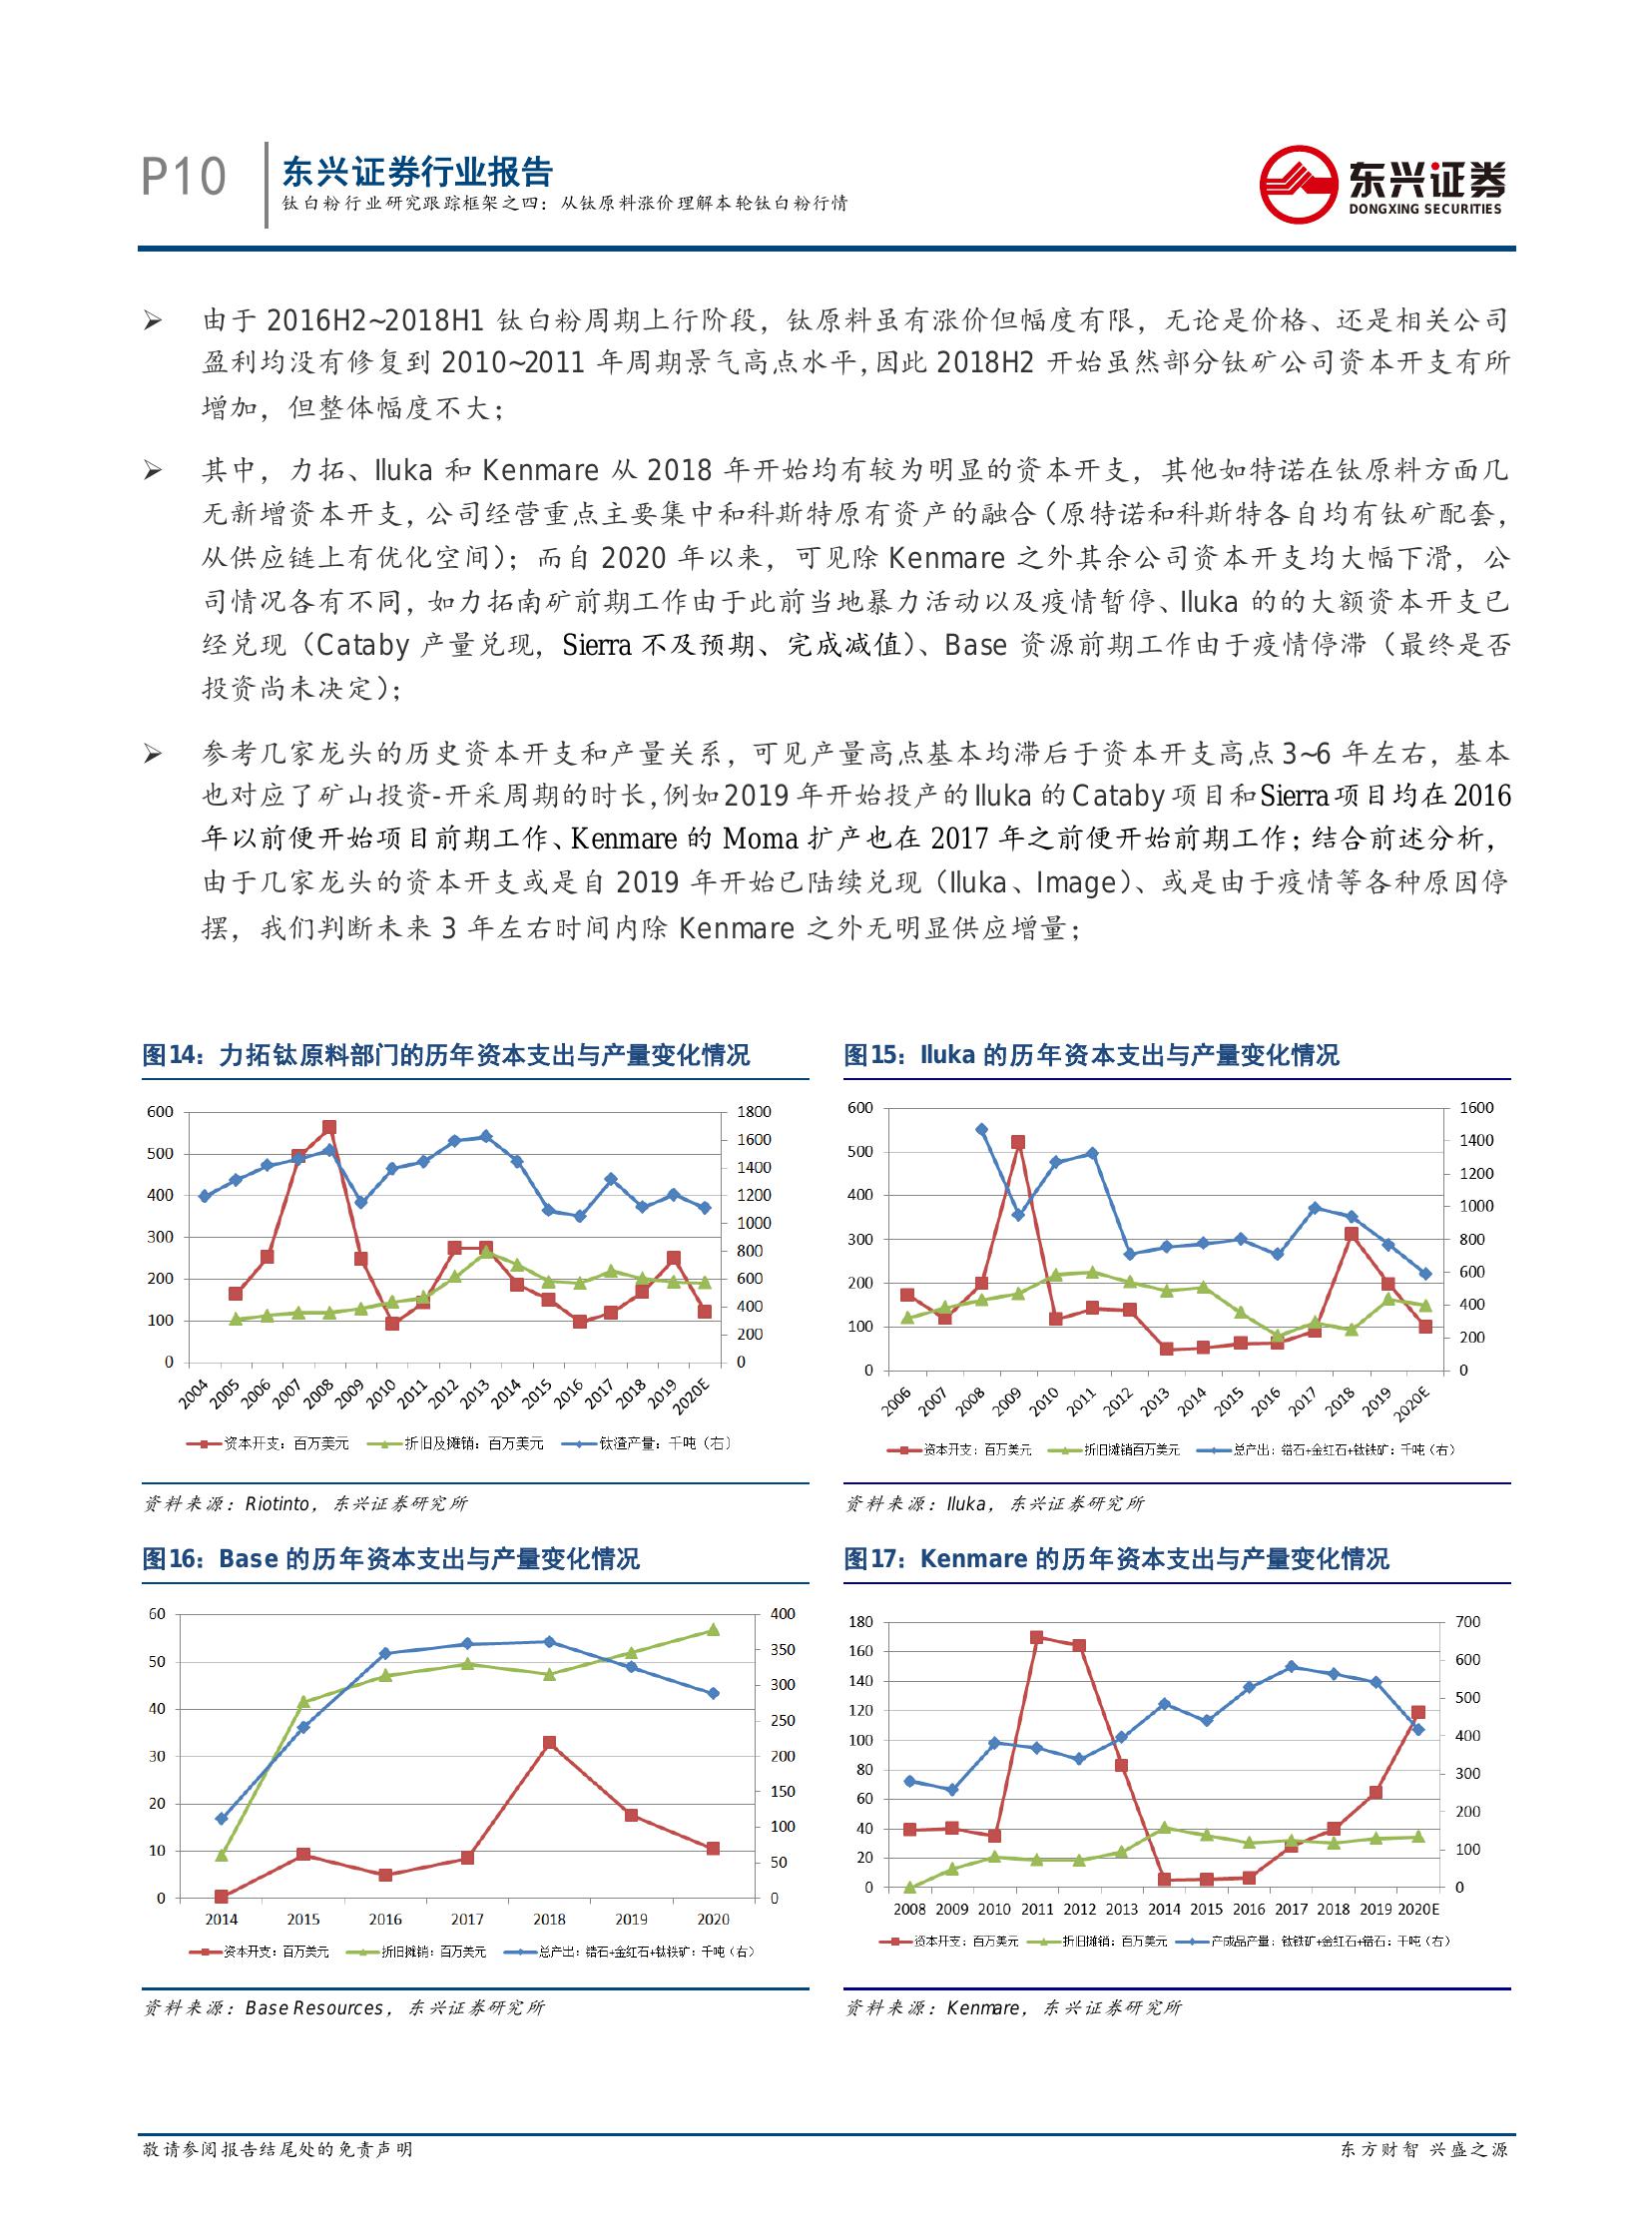 P10
东兴证券行业报告
钛白粉行业研究跟踪框架之四：从钛原料涨价理解本轮钛白粉行情
东兴证券
DONGXING SECURITIES
由于 2016H2~2018H1 钛白粉周期上行阶段，钛原料虽有涨价但幅度有限，无论是价格、还是相关公司
盈利均没有修复到 2010~2011 年周期景气高点水平，因此 2018H2 开始虽然部分钛矿公司资本开支有所
增加，但整体幅度不大；
其中，力拓、Iluka 和 Kenmare 从 2018 年开始均有较为明显的资本开支，其他如特诺在钛原料方面几
无新增资本开支，公司经营重点主要集中和科斯特原有资产的融合（原特诺和科斯特各自均有钛矿配套，
从供应链上有优化空间）；而自 2020 年以来，可见除 Kenmare 之外其余公司资本开支均大幅下滑，公
司情况各有不同，如力拓南矿前期工作由于此前当地暴力活动以及疫情暂停、Iluka 的的大额资本开支已
经兑现（Cataby 产量兑现，Sierra 不及预期、完成减值）、Base 资源前期工作由于疫情停滞（最终是否
投资尚未决定）；
参考几家龙头的历史资本开支和产量关系，可见产量高点基本均滞后于资本开支高点 3~6 年左右，基本
也对应了矿山投资-开采周期的时长，例如 2019 年开始投产的 Iluka 的 Cataby 项目和 Sierra 项目均在 2016
年以前便开始项目前期工作、Kenmare 的 Moma 扩产也在 2017 年之前便开始前期工作；结合前述分析，
由于几家龙头的资本开支或是自 2019 年开始已陆续兑现（Iluka、Image）、或是由于疫情等各种原因停
摆，我们判断未来 3 年左右时间内除 Kenmare 之外无明显供应增量；
图14：力拓钛原料部门的历年资本支出与产量变化情况
600 500 400 300 200 100 0
1800 1600 1400 1200 1000 800 600 400 200 0
2004 2005 2006 2007 2008 2009 2010 2011 2012 2013 2014 2015 2016 2017 2018 2019 2020E
资本开支：百万美元 折旧及摊销：百万美元 钛渣产量：千吨（右）
资料来源：Riotinto，东兴证券研究所
图15：Iluka 的历年资本支出与产量变化情况
600 500 400 300 200 100 0
1600 1400 1200 1000 800 600 400 200 0
2006 2007 2008 2009 2010 2011 2012 2013 2014 2015 2016 2017 2018 2019 2020E
资本开支：百万美元 折旧摊销百万美元 总产出：锆石+金红石+钛铁矿：千吨（右）
资料来源：Iluka，东兴证券研究所
图16：Base 的历年资本支出与产量变化情况
60 50 40 30 20 10 0
400 350 300 250 200 150 100 50 0
2014 2015 2016 2017 2018 2019 2020
资本开支：百万美元 折旧摊销：百万美元 总产出：锆石+金红石+钛铁矿：千吨（右）
资料来源：Base Resources，东兴证券研究所
图17：Kenmare 的历年资本支出与产量变化情况
180 160 140 120 100 80 60 40 20 0
700 600 500 400 300 200 100 0
2008 2009 2010 2011 2012 2013 2014 2015 2016 2017 2018 2019 2020E
资本开支：百万美元 折旧摊销：百万美元 产成品产量：钛铁矿+金红石+锆石：千吨（右）
资料来源：Kenmare，东兴证券研究所
敬请参阅报告结尾处的免责声明
东方财智 兴盛之源